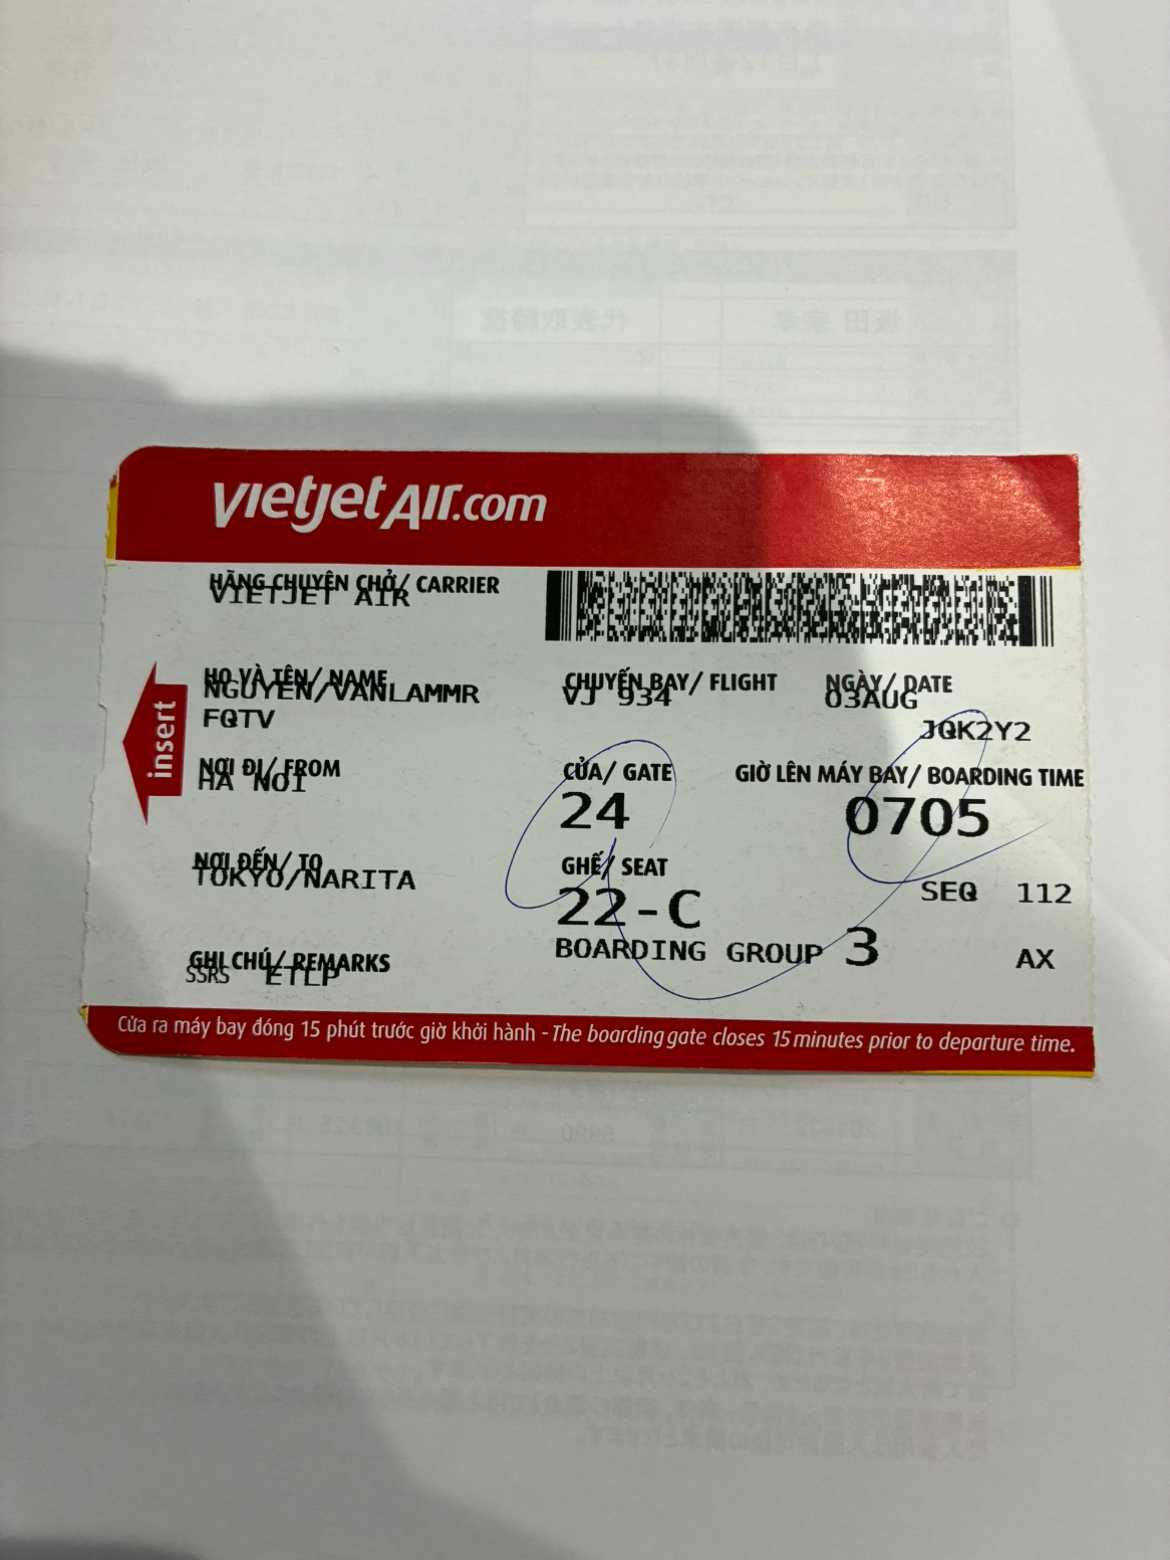 vietjetAir.com
HÃNG CHUYÊN CHỞ/ CARRIER
VIETJET AIR
HỌ VÀ TÊN/ NAME
NGUYEN/VANLAMMR
FQTV
CHUYẾN BAY/ FLIGHT
VJ 934
NGÀY/ DATE
03AUG
JQK2Y2
insert
NƠI ĐI/ FROM
HA NOI
CỬA/ GATE
24
GIỜ LÊN MÁY BAY/ BOARDING TIME
0705
NƠI ĐẾN/ TO
TOKYO/NARITA
GHẾ/ SEAT
22-C
SEQ 112
BOARDING GROUP 3
AX
GHI CHÚ/ REMARKS
SSRS ETLP
Cửa ra máy bay đóng 15 phút trước giờ khởi hành - The boarding gate closes 15 minutes prior to departure time.